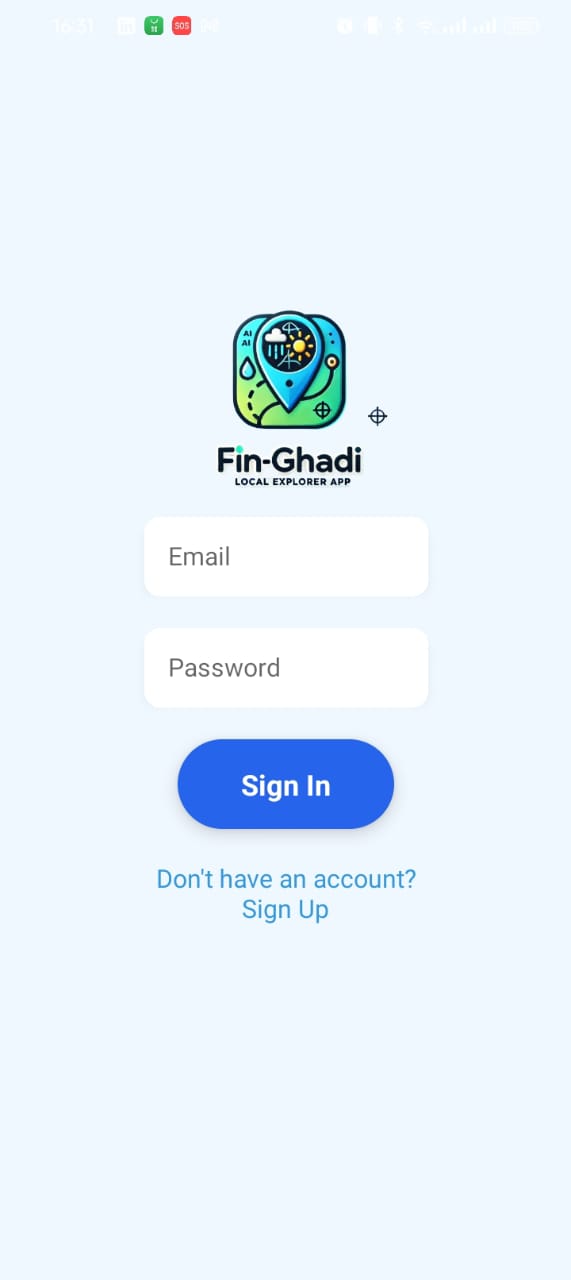 16:31
SOS
AI
AI
Fin-Ghadi
LOCAL EXPLORER APP
Email
Password
Sign In
Don't have an account?
Sign Up